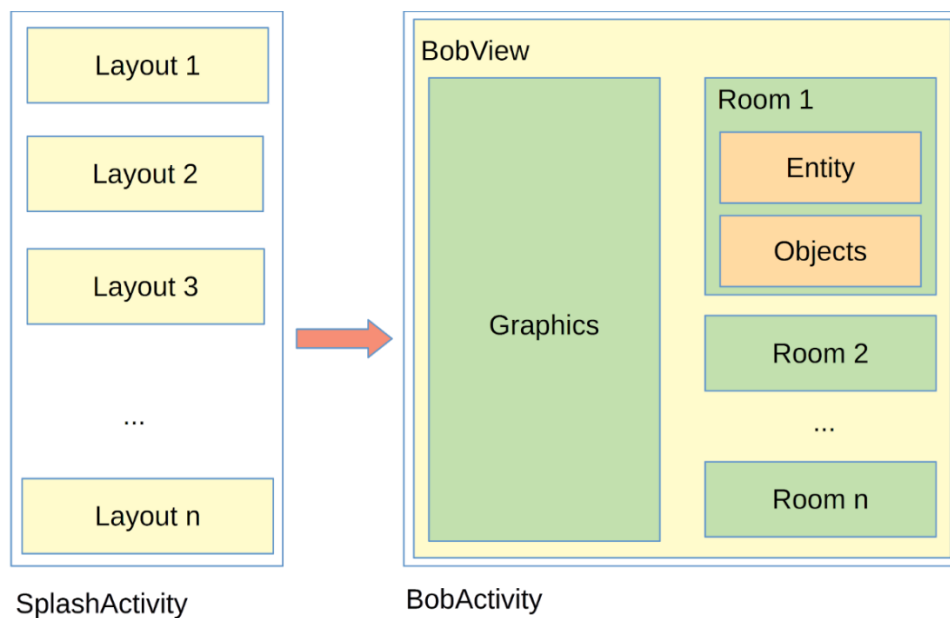 Layout 1
Layout 2
Layout 3
...
Layout n
SplashActivity
BobView
Graphics
Room 1
Entity
Objects
Room 2
...
Room n
BobActivity